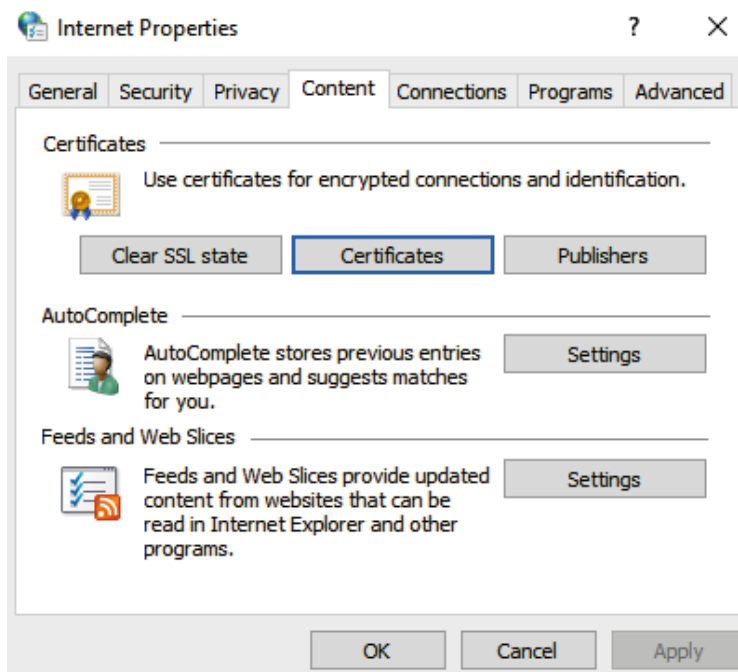 Internet Properties
?
General Security Privacy Content Connections Programs Advanced
Certificates
Use certificates for encrypted connections and identification.
Clear SSL state Certificates Publishers
AutoComplete
AutoComplete stores previous entries
on webpages and suggests matches
for you.
Settings
Feeds and Web Slices
Feeds and Web Slices provide updated
content from websites that can be
read in Internet Explorer and other
programs.
Settings
OK Cancel Apply